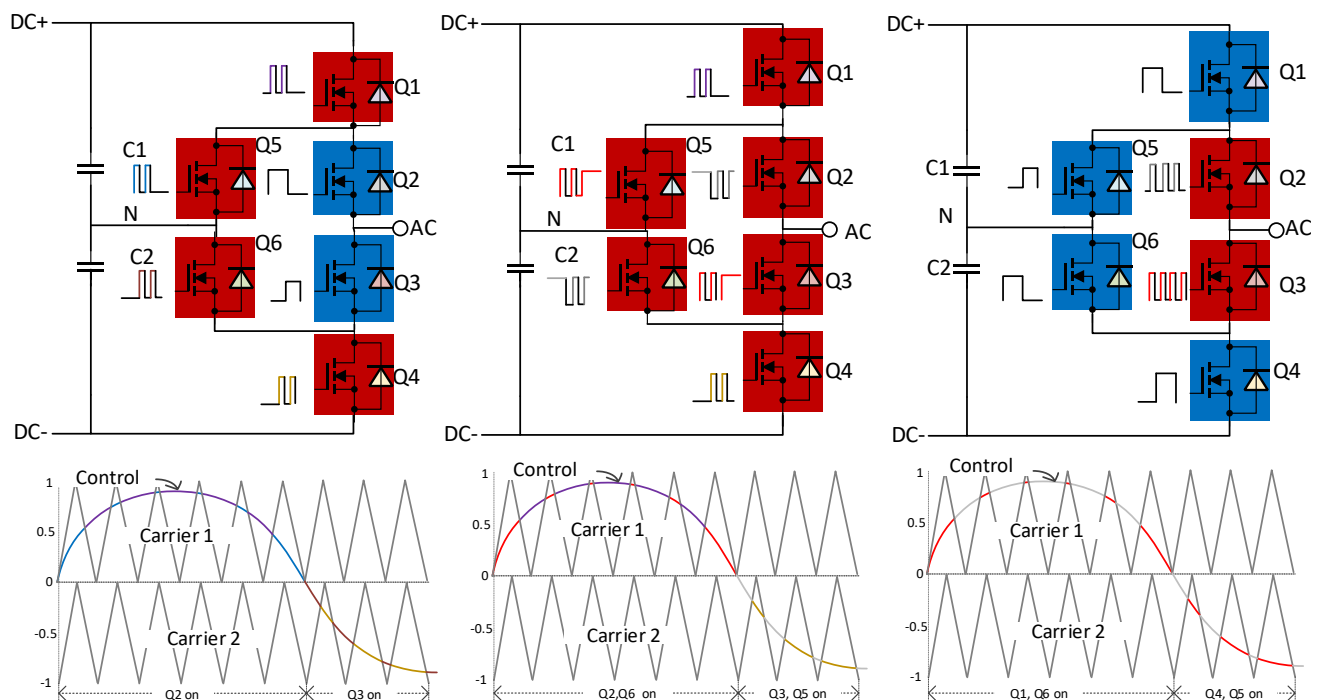 DC+
Q1
C1
Q5
Q2
N
AC
C2
Q6
Q3
Q4
DC-
Control
1
0.5
Carrier 1
0
-0.5
Carrier 2
-1
Q2 on
Q3 on
DC+
Q1
C1
Q5
Q2
N
AC
C2
Q6
Q3
Q4
DC-
Control
1
0.5
Carrier 1
0
-0.5
Carrier 2
-1
Q2,Q6 on
Q3, Q5 on
DC+
Q1
Q5
C1
Q2
N
AC
Q6
C2
Q3
Q4
DC-
Control
1
0.5
Carrier 1
0
-0.5
Carrier 2
-1
Q1, Q6 on
Q4, Q5 on